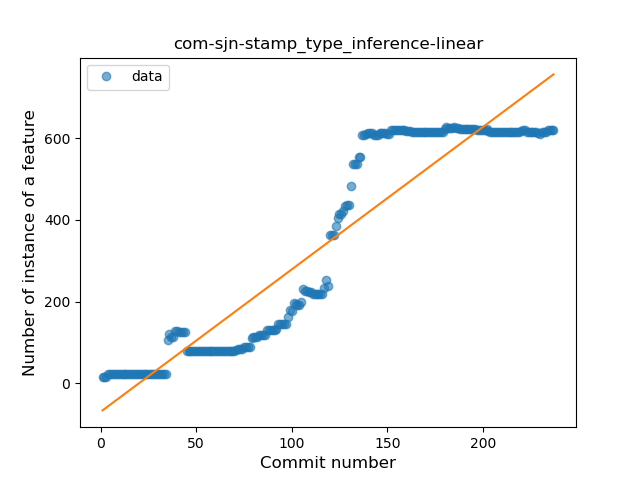 com-sjn-stamp_type_inference-linear
data
Number of instance of a feature
600
400
200
0
0
50
100
150
200
Commit number